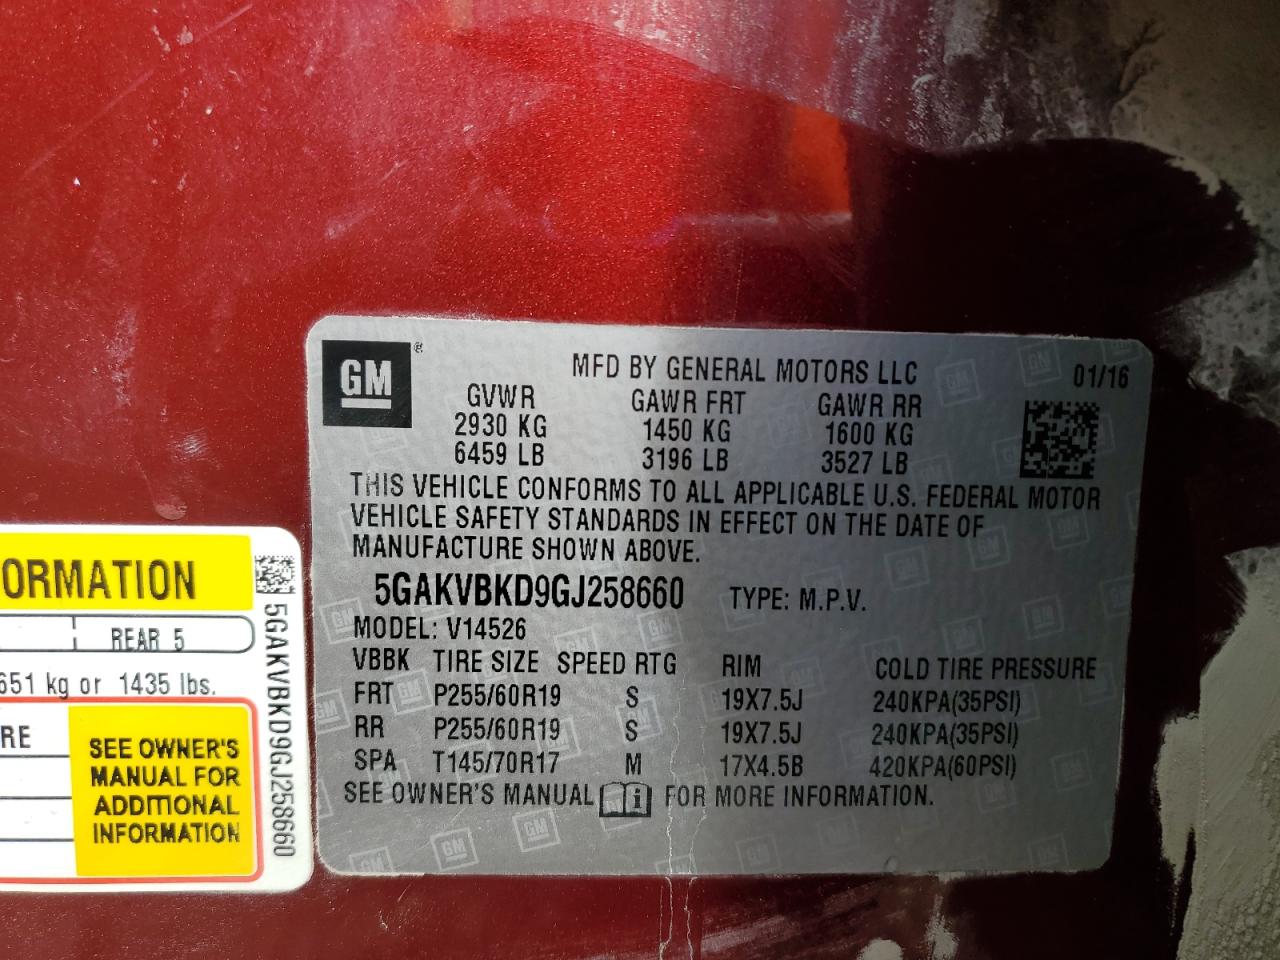 GM®
MFD BY GENERAL MOTORS LLC 01/16
GVWR GAWR FRT GAWR RR
2930 KG 1450 KG 1600 KG
6459 LB 3196 LB 3527 LB
THIS VEHICLE CONFORMS TO ALL APPLICABLE U.S. FEDERAL MOTOR
VEHICLE SAFETY STANDARDS IN EFFECT ON THE DATE OF
MANUFACTURE SHOWN ABOVE.
5GAKVBKD9GJ258660 TYPE: M.P.V.
MODEL: V14526
VBBK TIRE SIZE SPEED RTG RIM COLD TIRE PRESSURE
FRT P255/60R19 S 19X7.5J 240KPA(35PSI)
RR P255/60R19 S 19X7.5J 240KPA(35PSI)
SPA T145/70R17 M 17X4.5B 420KPA(60PSI)
SEE OWNER'S MANUAL FOR MORE INFORMATION.
ORMATION
REAR 5
651 kg or 1435 lbs.
RE
SEE OWNER'S
MANUAL FOR
ADDITIONAL
INFORMATION
5GAKVBKD9GJ258660